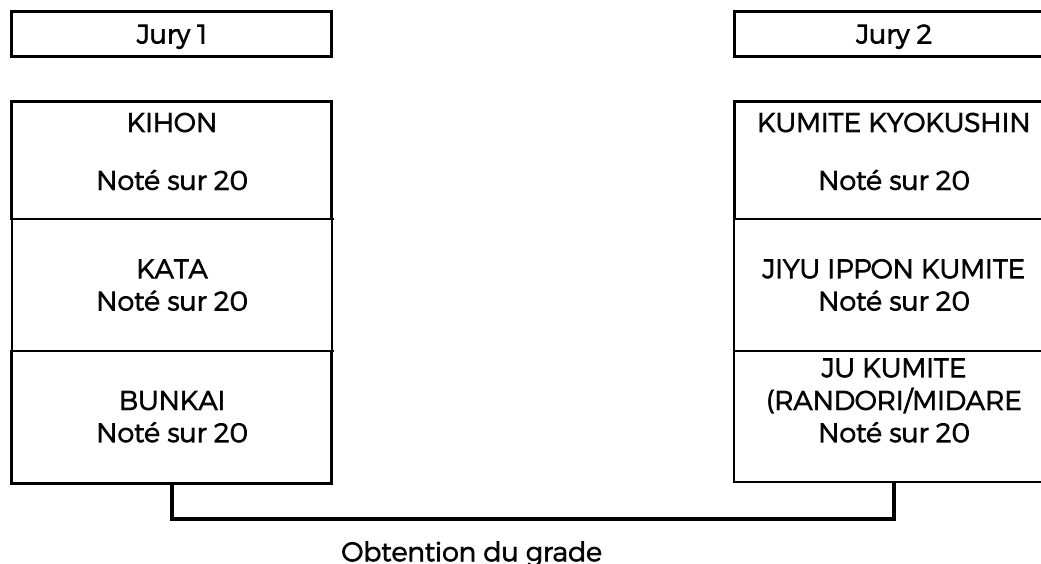 Jury 1
KIHON
Noté sur 20
KATA
Noté sur 20
BUNKAI
Noté sur 20
Jury 2
KUMITE KYOKUSHIN
Noté sur 20
JIYU IPPON KUMITE
Noté sur 20
JU KUMITE
(RANDORI/MIDARE
Noté sur 20
Obtention du grade